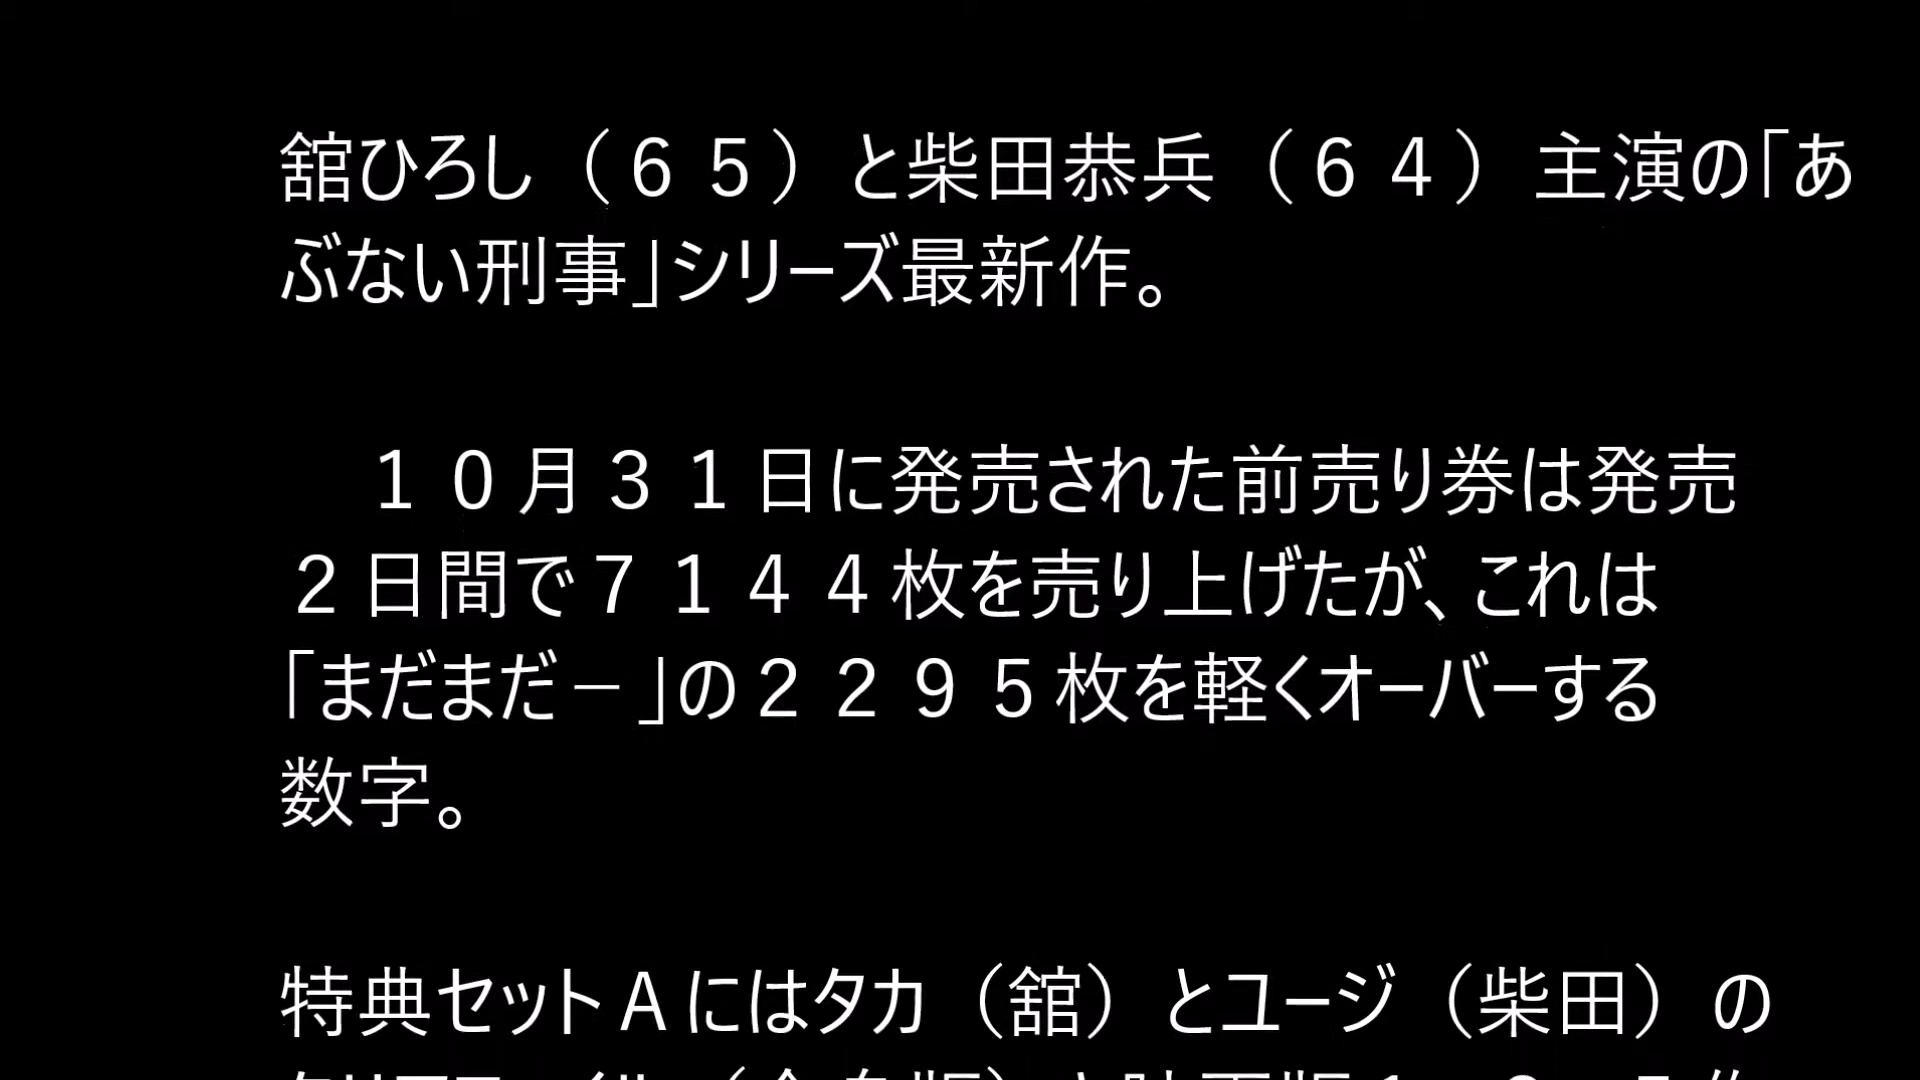 舘ひろし（６５）と柴田恭兵（６４）主演の「あ
ぶない刑事」シリーズ最新作。
１０月３１日に発売された前売り券は発売
２日間で７１４４枚を売り上げたが、これは
「まだまだ－」の２２９５枚を軽くオーバーする
数字。
特典セットＡにはタカ（舘）とユージ（柴田）の